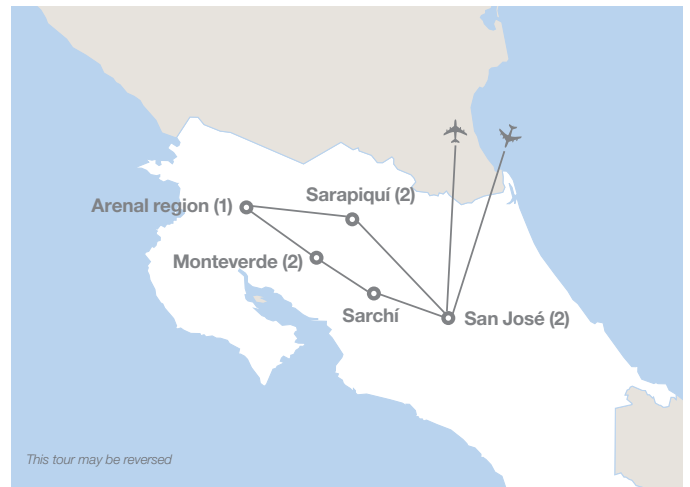 Sarapiquí (2)
Arenal region (1)
Monteverde (2)
Sarchí
San José (2)
This tour may be reversed